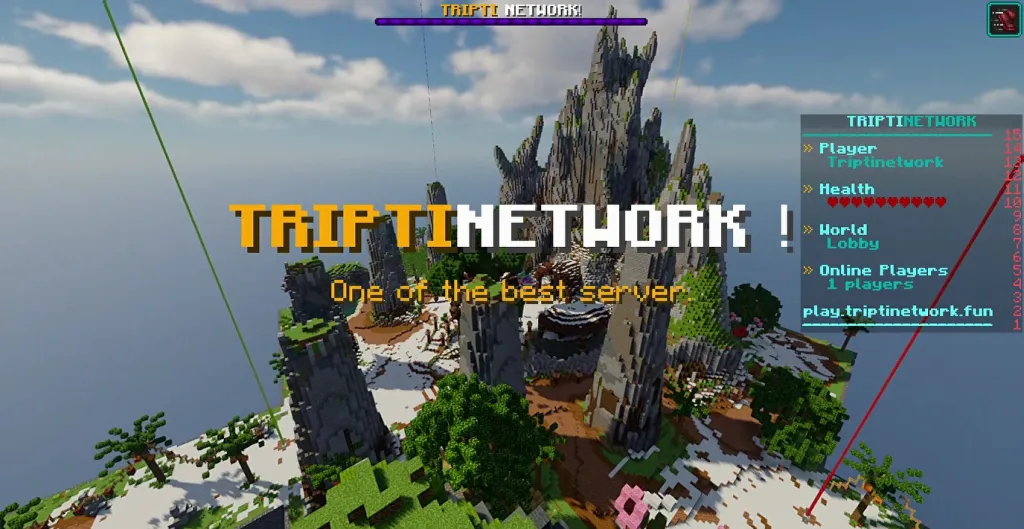 TRIPTI NETWORK!
TRIPTINETWORK !
One of the best server.
TRIPTINETWORK
15
» Player 14
Triptinetwork 13
12
» Health 11
10
9
» World 8
Lobby 7
6
» Online Players 5
1 players 4
3
play.triptinetwork.fun 2
1